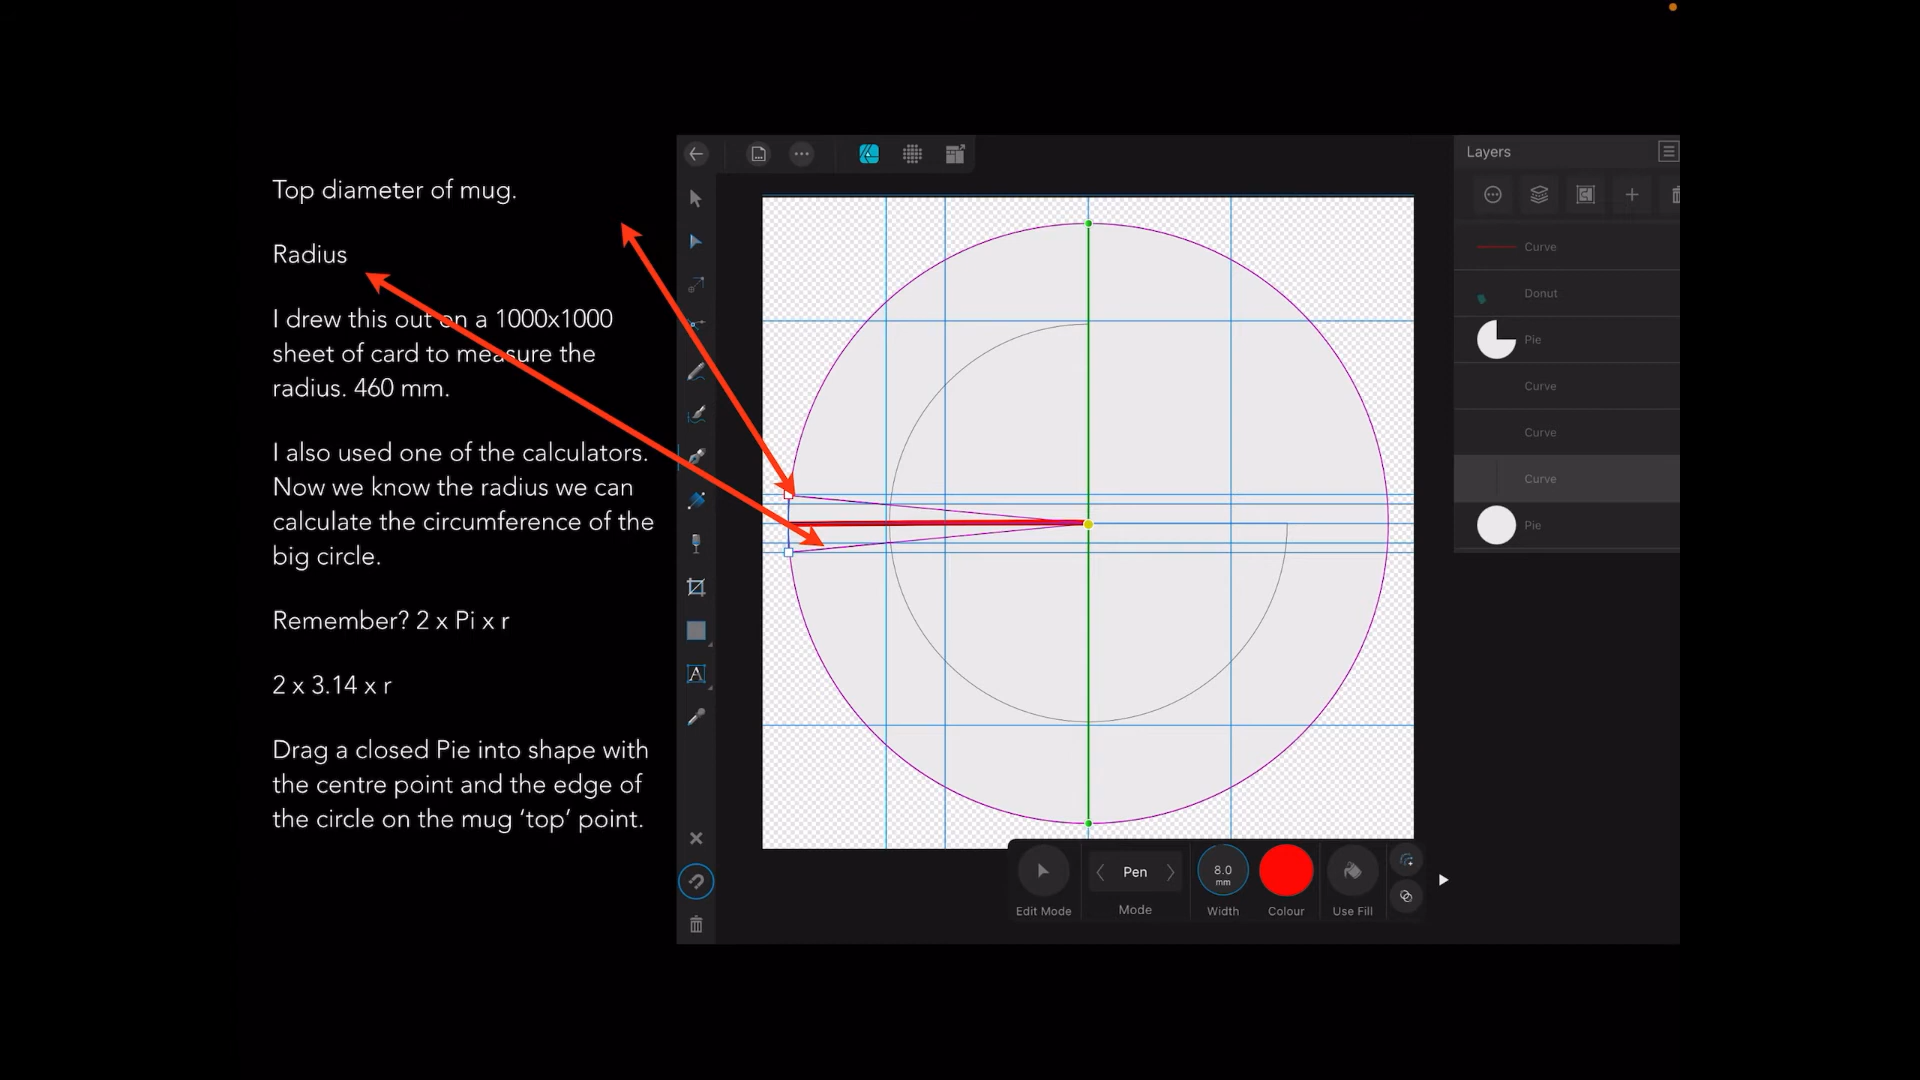 Top diameter of mug.
Radius
I drew this out on a 1000x1000
sheet of card to measure the
radius. 460 mm.
I also used one of the calculators.
Now we know the radius we can
calculate the circumference of the
big circle.
Remember? 2 x Pi x r
2 x 3.14 x r
Drag a closed Pie into shape with
the centre point and the edge of
the circle on the mug ‘top’ point.
A
Layers
Curve
Donut
Pie
Curve
Curve
Curve
Pie
Edit Mode
Pen
Mode
8.0
mm
Width
Colour
Use Fill